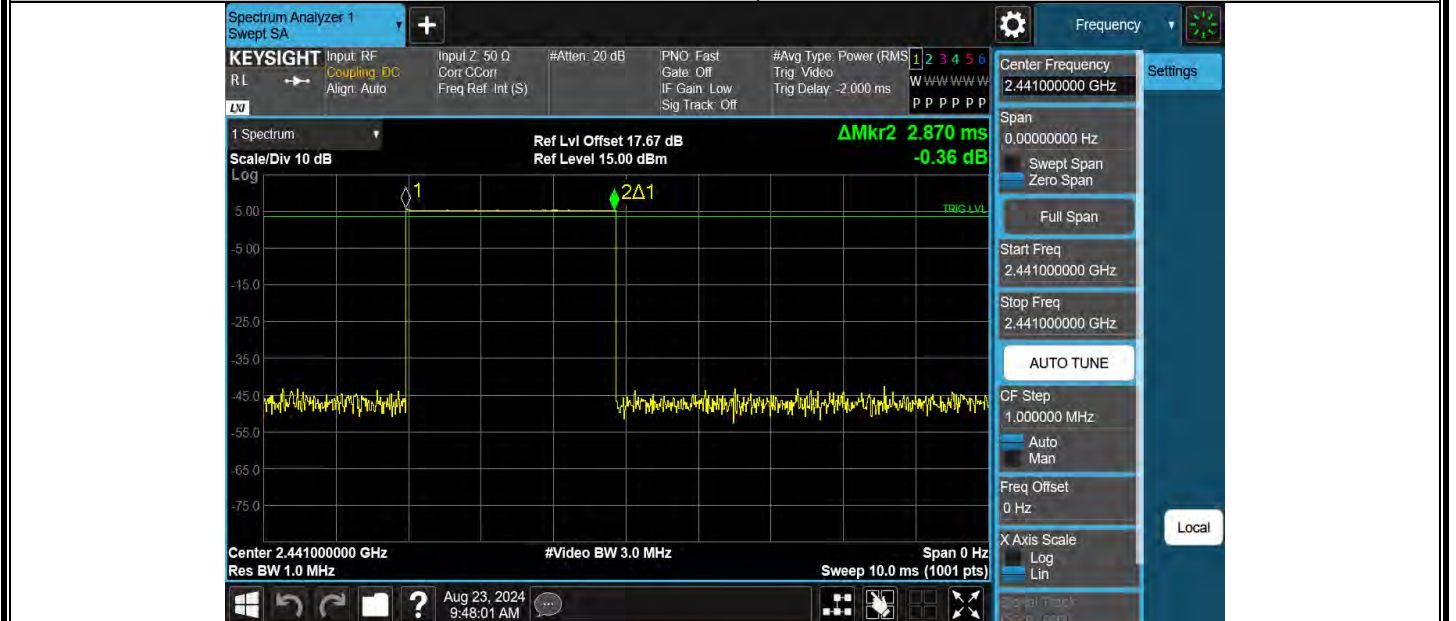 Spectrum Analyzer 1
Swept SA
+
Frequency
KEYSIGHT
RL
LXI
Input: RF
Coupling: DC
Align: Auto
Input Z: 50 Ω
Corr CCorr
Freq Ref: Int (S)
#Atten: 20 dB
PNO: Fast
Gate: Off
IF Gain: Low
Sig Track: Off
#Avg Type: Power (RMS
Trig: Video
Trig Delay: -2.000 ms
1 2 3 4 5 6
W W W W W W
P P P P P P
Center Frequency
2.441000000 GHz
Settings
1 Spectrum
Scale/Div 10 dB
Log
Ref Lvl Offset 17.67 dB
Ref Level 15.00 dBm
ΔMkr2 2.870 ms
-0.36 dB
Span
0.00000000 Hz
Swept Span
Zero Span
1
2Δ1
TRIG LVL
5.00
-5.00
-15.0
-25.0
-35.0
-45.0
-55.0
-65.0
-75.0
Full Span
Start Freq
2.441000000 GHz
Stop Freq
2.441000000 GHz
AUTO TUNE
CF Step
1.000000 MHz
Auto
Man
Freq Offset
0 Hz
X Axis Scale
Log
Lin
Local
Center 2.441000000 GHz
Res BW 1.0 MHz
#Video BW 3.0 MHz
Span 0 Hz
Sweep 10.0 ms (1001 pts)
?
Aug 23, 2024
9:48:01 AM
Signal Track